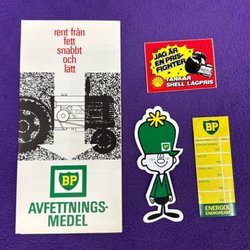 rent från
fett
snabbt
och
lätt
BP
AVFETTNINGS-
MEDEL
JAG ÄR
EN PRIS-
FIGHTER
TANKAR
SHELL LÅGPRIS
BP
ENERGOL
ENERGREASE